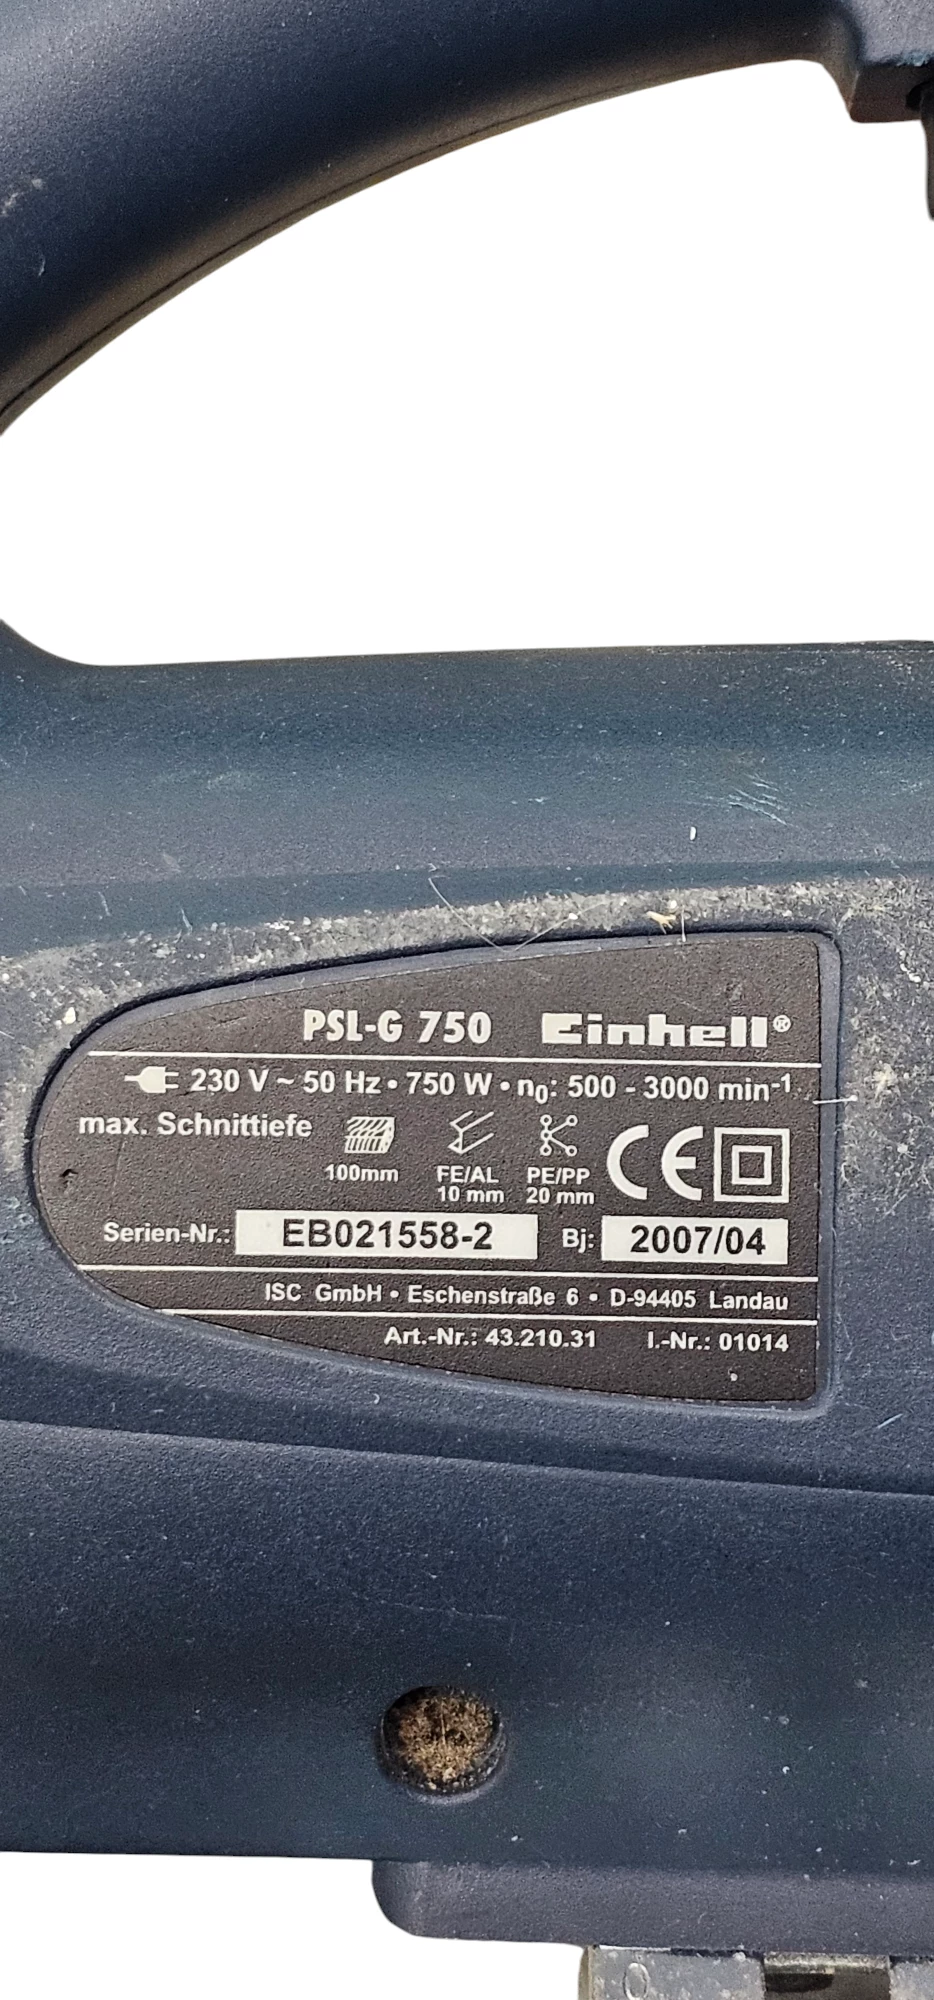 PSL-G 750 Einhell®
230 V ~ 50 Hz • 750 W • n₀: 500 - 3000 min⁻¹
max. Schnittiefe
100mm FE/AL PE/PP CE
10 mm 20 mm
Serien-Nr.: EB021558-2 Bj: 2007/04
ISC GmbH • Eschenstraße 6 • D-94405 Landau
Art.-Nr.: 43.210.31 I.-Nr.: 01014
0